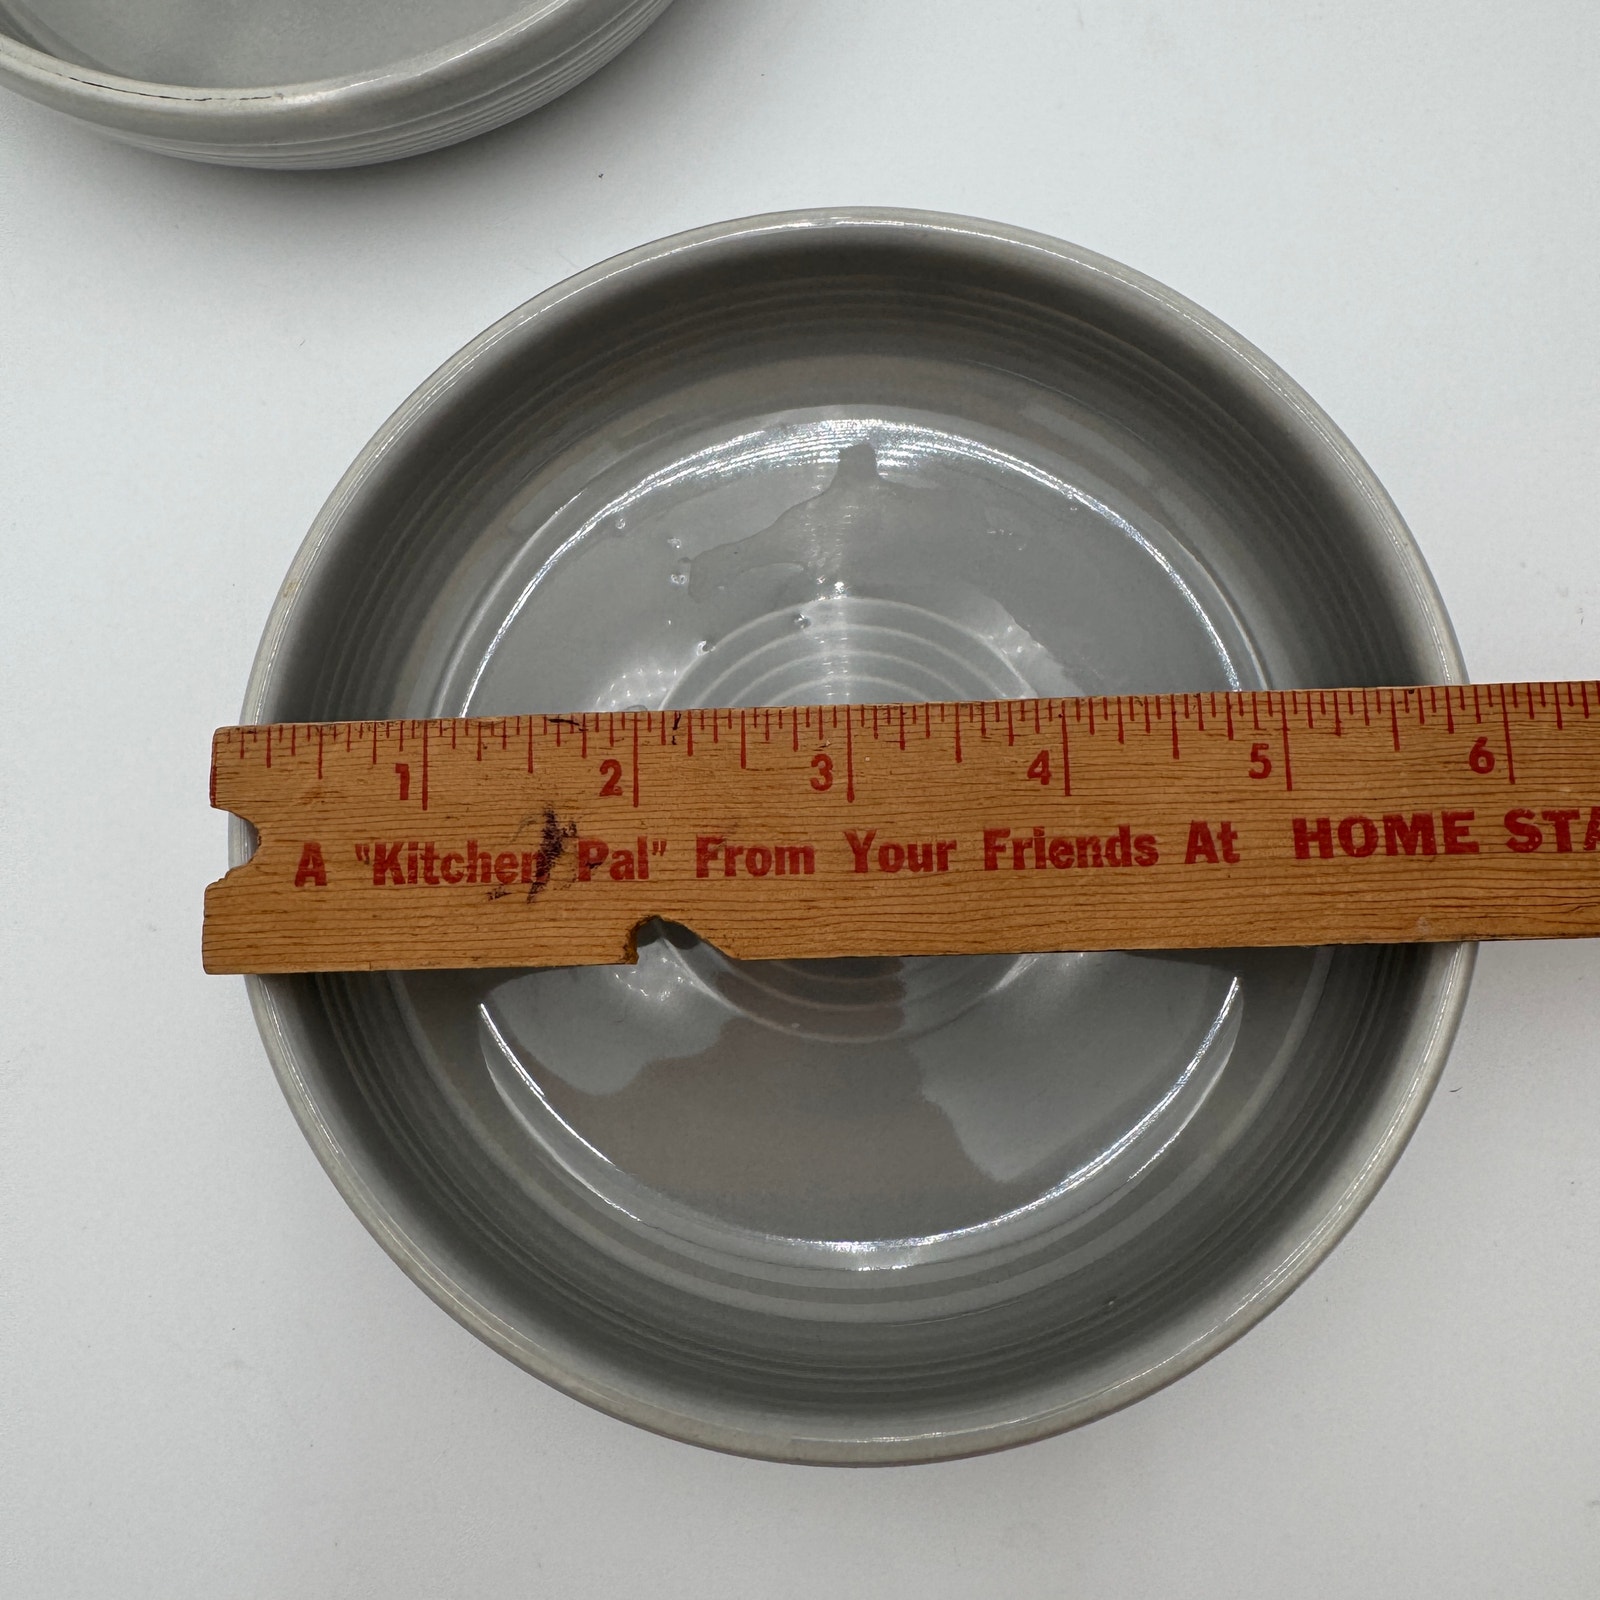 1 2 3 4 5 6
A "Kitchen Pal" From Your Friends At HOME STA